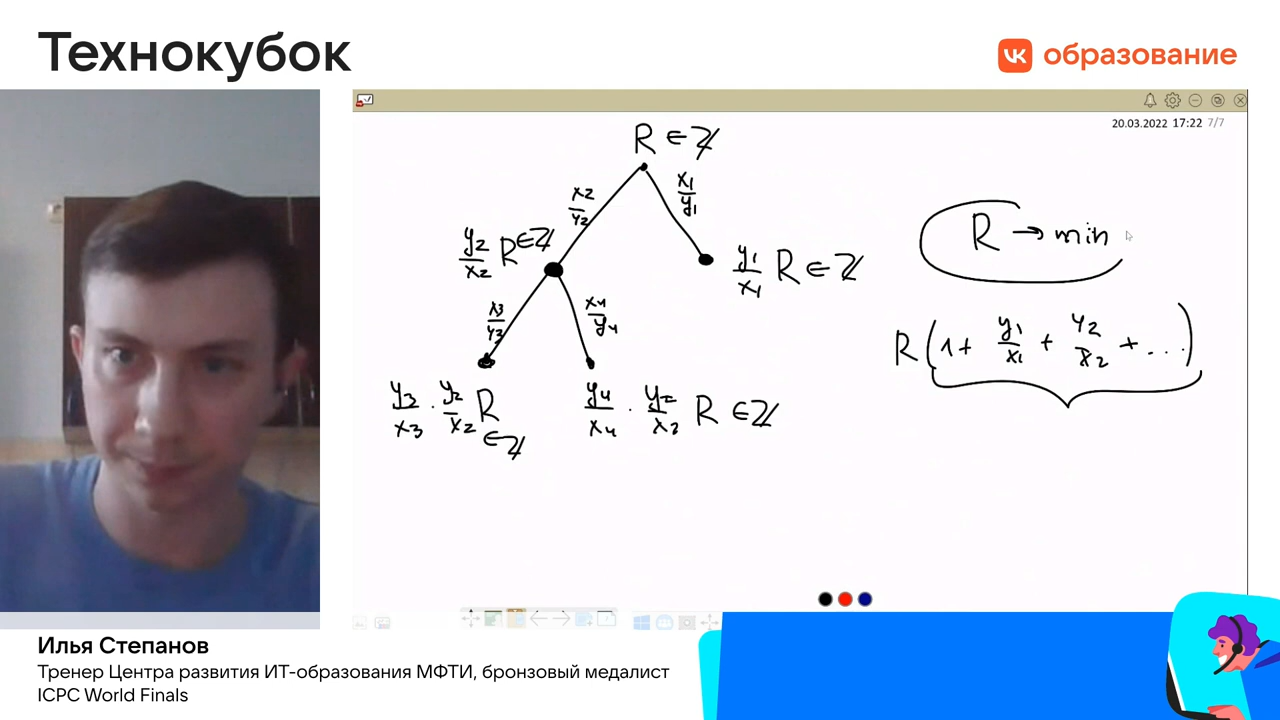 Технокубок
VK образование
20.03.2022 17:22 7/7
R ∈ ℤ
x2/y2
x1/y1
y2/x2 R ∈ ℤ
y1/x1 R ∈ ℤ
R → min
x3/y3
x4/y4
R(1 + y1/x1 + y2/x2 + ...)
y3/x3 · y2/x2 R ∈ ℤ
y4/x4 · y2/x2 R ∈ ℤ
Илья Степанов
Тренер Центра развития ИТ-образования МФТИ, бронзовый медалист
ICPC World Finals